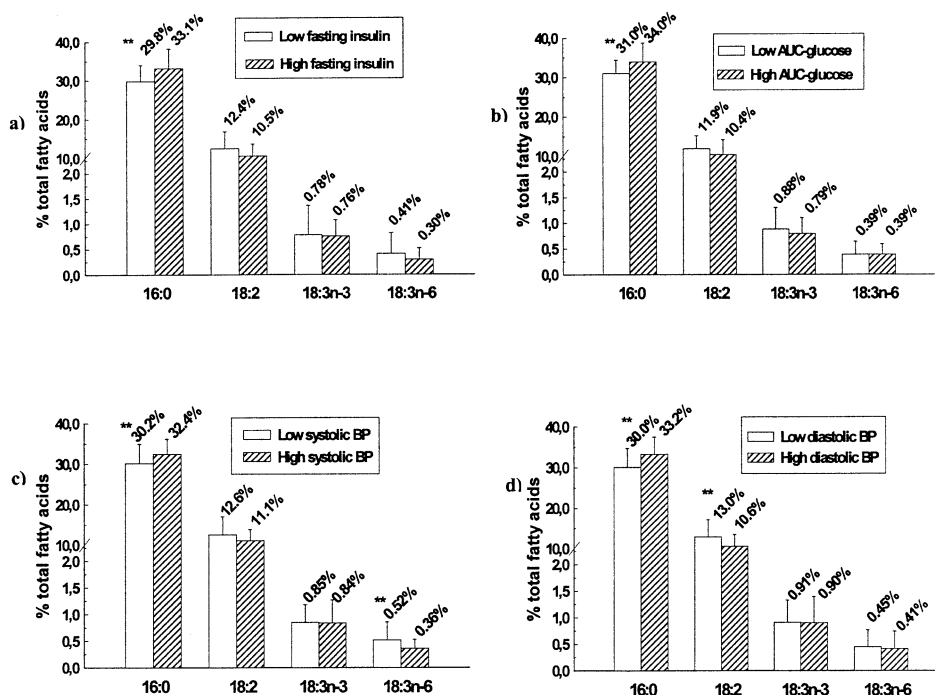 a)
% total fatty acids
40,0
30,0
20,0
10,0
2,0
1,5
1,0
0,5
0,0
Low fasting insulin
High fasting insulin
** 29.8% 33.1%
12.4% 10.5%
0.78% 0.76%
0.41% 0.30%
16:0 18:2 18:3n-3 18:3n-6
b)
% total fatty acids
40,0
30,0
20,0
10,0
2,0
1,5
1,0
0,5
0,0
Low AUC-glucose
High AUC-glucose
** 31.0% 34.0%
11.9% 10.4%
0.88% 0.79%
0.39% 0.39%
16:0 18:2 18:3n-3 18:3n-6
c)
% total fatty acids
40,0
30,0
20,0
10,0
2,0
1,5
1,0
0,5
0,0
Low systolic BP
High systolic BP
** 30.2% 32.4%
12.6% 11.1%
0.85% 0.84%
** 0.52% 0.36%
16:0 18:2 18:3n-3 18:3n-6
d)
% total fatty acids
40,0
30,0
20,0
10,0
2,0
1,5
1,0
0,5
0,0
Low diastolic BP
High diastolic BP
** 30.0% 33.2%
** 13.0% 10.6%
0.91% 0.90%
0.45% 0.41%
16:0 18:2 18:3n-3 18:3n-6